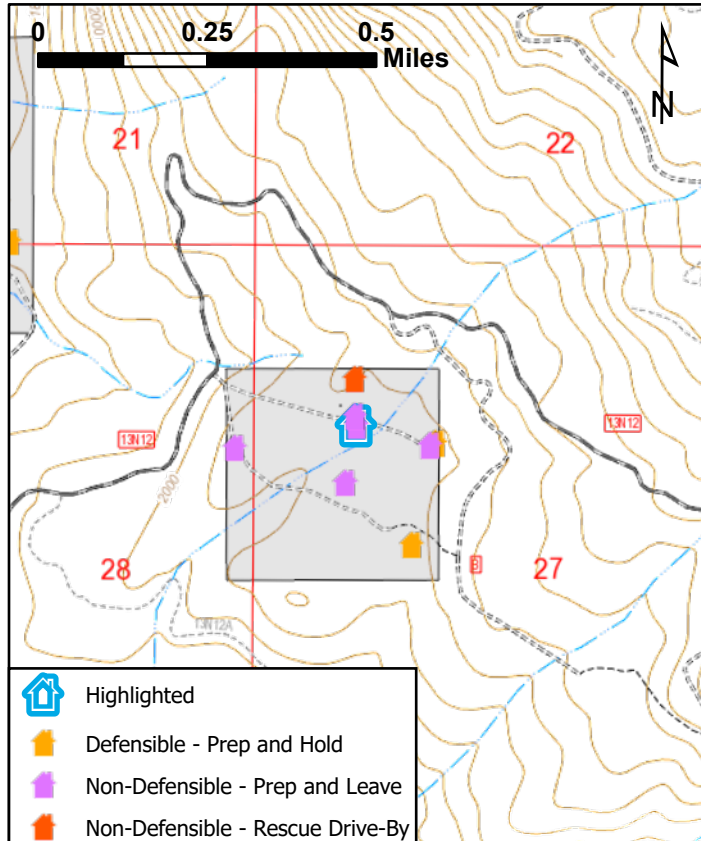 2000
0 0.25 0.5
Miles
N
21
22
13N12
13N12
2000
28
27
B
13N12A
Highlighted
Defensible - Prep and Hold
Non-Defensible - Prep and Leave
Non-Defensible - Rescue Drive-By